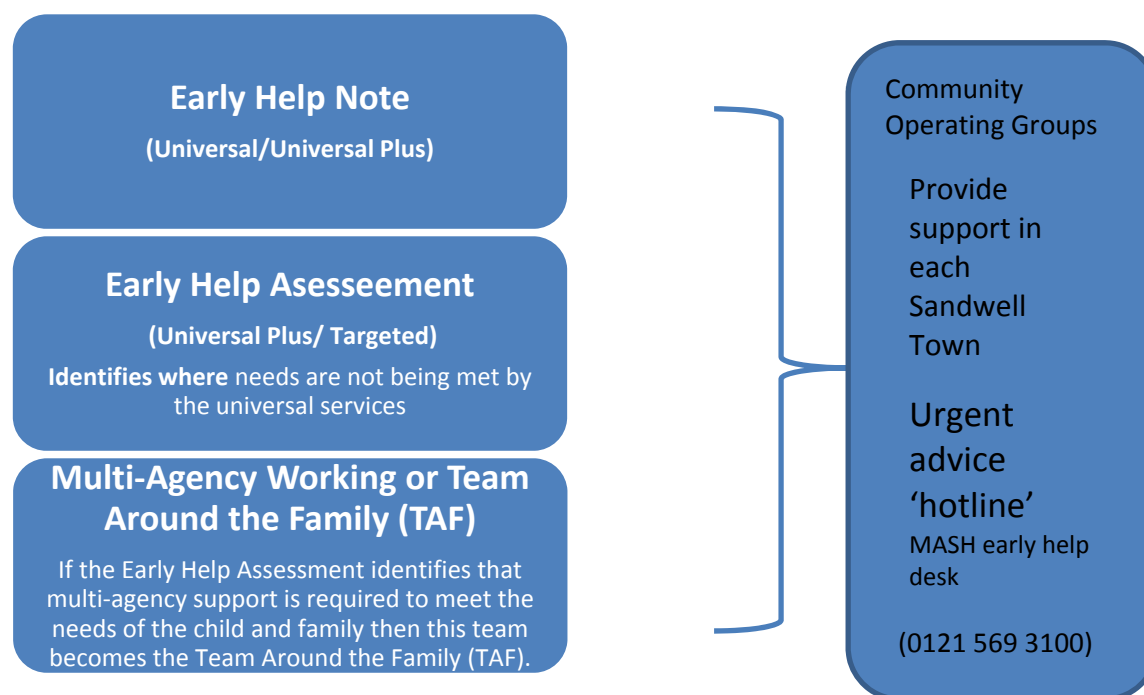 Early Help Note
(Universal/Universal Plus)
Early Help Asesseement
(Universal Plus/ Targeted)
Identifies where needs are not being met by
the universal services
Multi-Agency Working or Team
Around the Family (TAF)
If the Early Help Assessment identifies that
multi-agency support is required to meet the
needs of the child and family then this team
becomes the Team Around the Family (TAF).
Community
Operating Groups
Provide
support in
each
Sandwell
Town
Urgent
advice
‘hotline’
MASH early help
desk
(0121 569 3100)